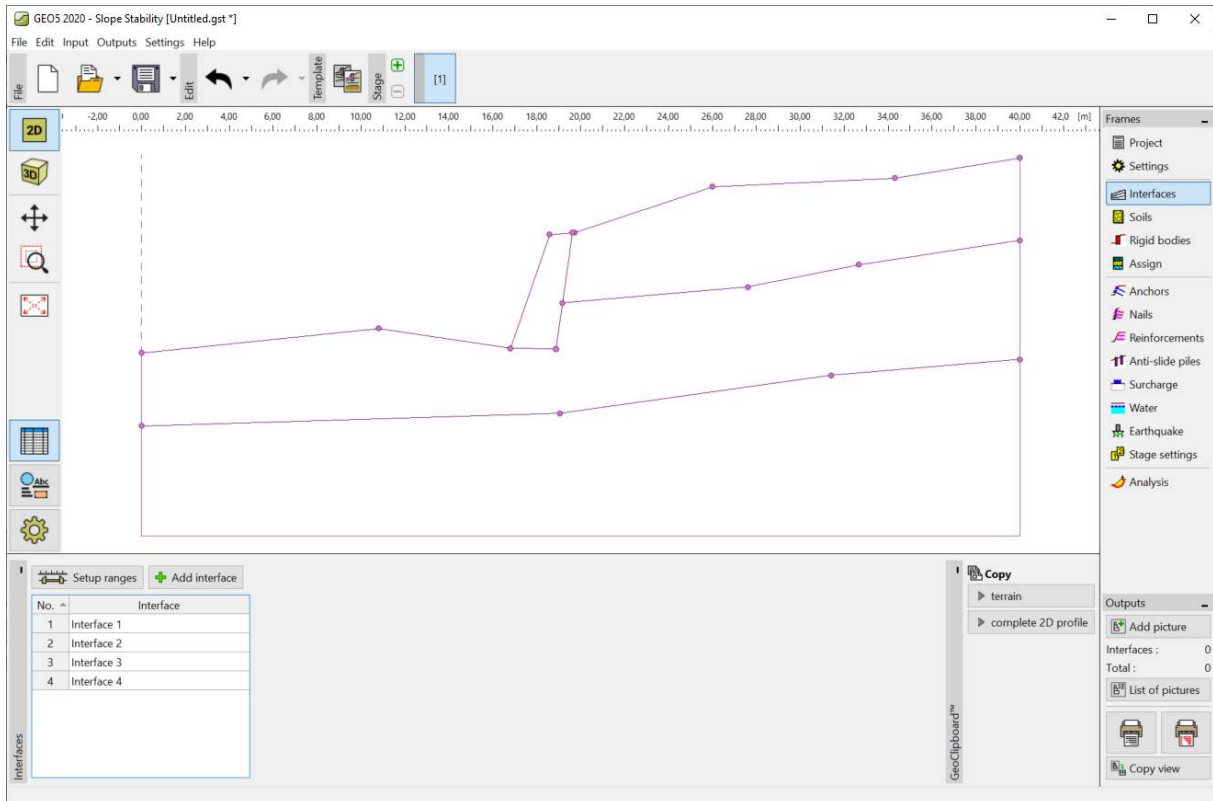 GEO5 2020 - Slope Stability [Untitled.gst *]
File Edit Input Outputs Settings Help
File
Edit
Template
Stage
[1]
2D
3D
-2,00 0,00 2,00 4,00 6,00 8,00 10,00 12,00 14,00 16,00 18,00 20,00 22,00 24,00 26,00 28,00 30,00 32,00 34,00 36,00 38,00 40,00 42,0 [m]
Abc
Frames
Project
Settings
Interfaces
Soils
Rigid bodies
Assign
Anchors
Nails
Reinforcements
Anti-slide piles
Surcharge
Water
Earthquake
Stage settings
Analysis
Interfaces
Setup ranges Add interface
No. Interface
1 Interface 1
2 Interface 2
3 Interface 3
4 Interface 4
GeoClipboard™
Copy
terrain
complete 2D profile
Outputs
Add picture
Interfaces : 0
Total : 0
List of pictures
Copy view